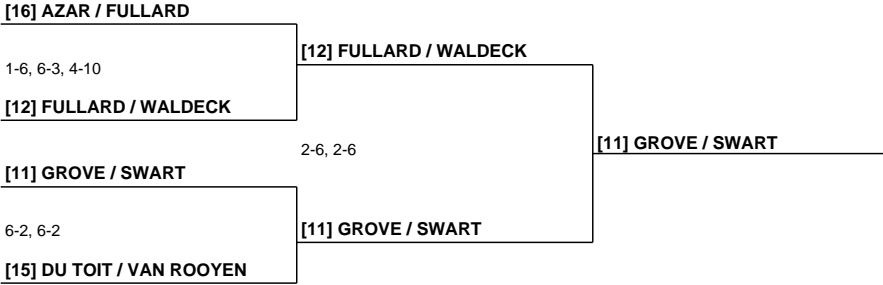 [16] AZAR / FULLARD
1-6, 6-3, 4-10
[12] FULLARD / WALDECK
[11] GROVE / SWART
6-2, 6-2
[15] DU TOIT / VAN ROOYEN
[12] FULLARD / WALDECK
2-6, 2-6
[11] GROVE / SWART
[11] GROVE / SWART